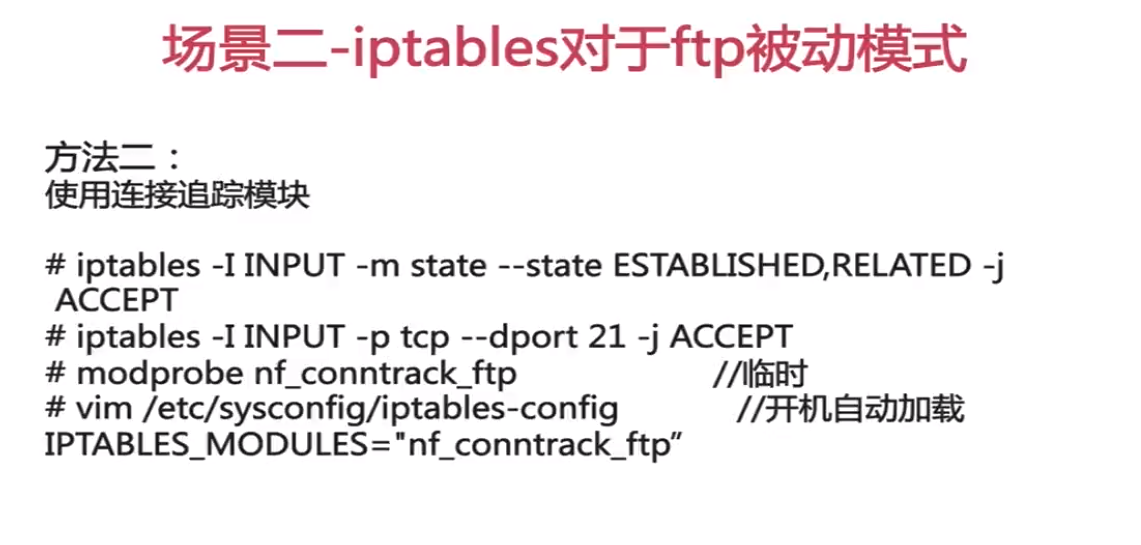 场景二-iptables对于ftp被动模式
方法二：
使用连接追踪模块
# iptables -I INPUT -m state --state ESTABLISHED,RELATED -j
ACCEPT
# iptables -I INPUT -p tcp --dport 21 -j ACCEPT
# modprobe nf_conntrack_ftp //临时
# vim /etc/sysconfig/iptables-config //开机自动加载
IPTABLES_MODULES="nf_conntrack_ftp”